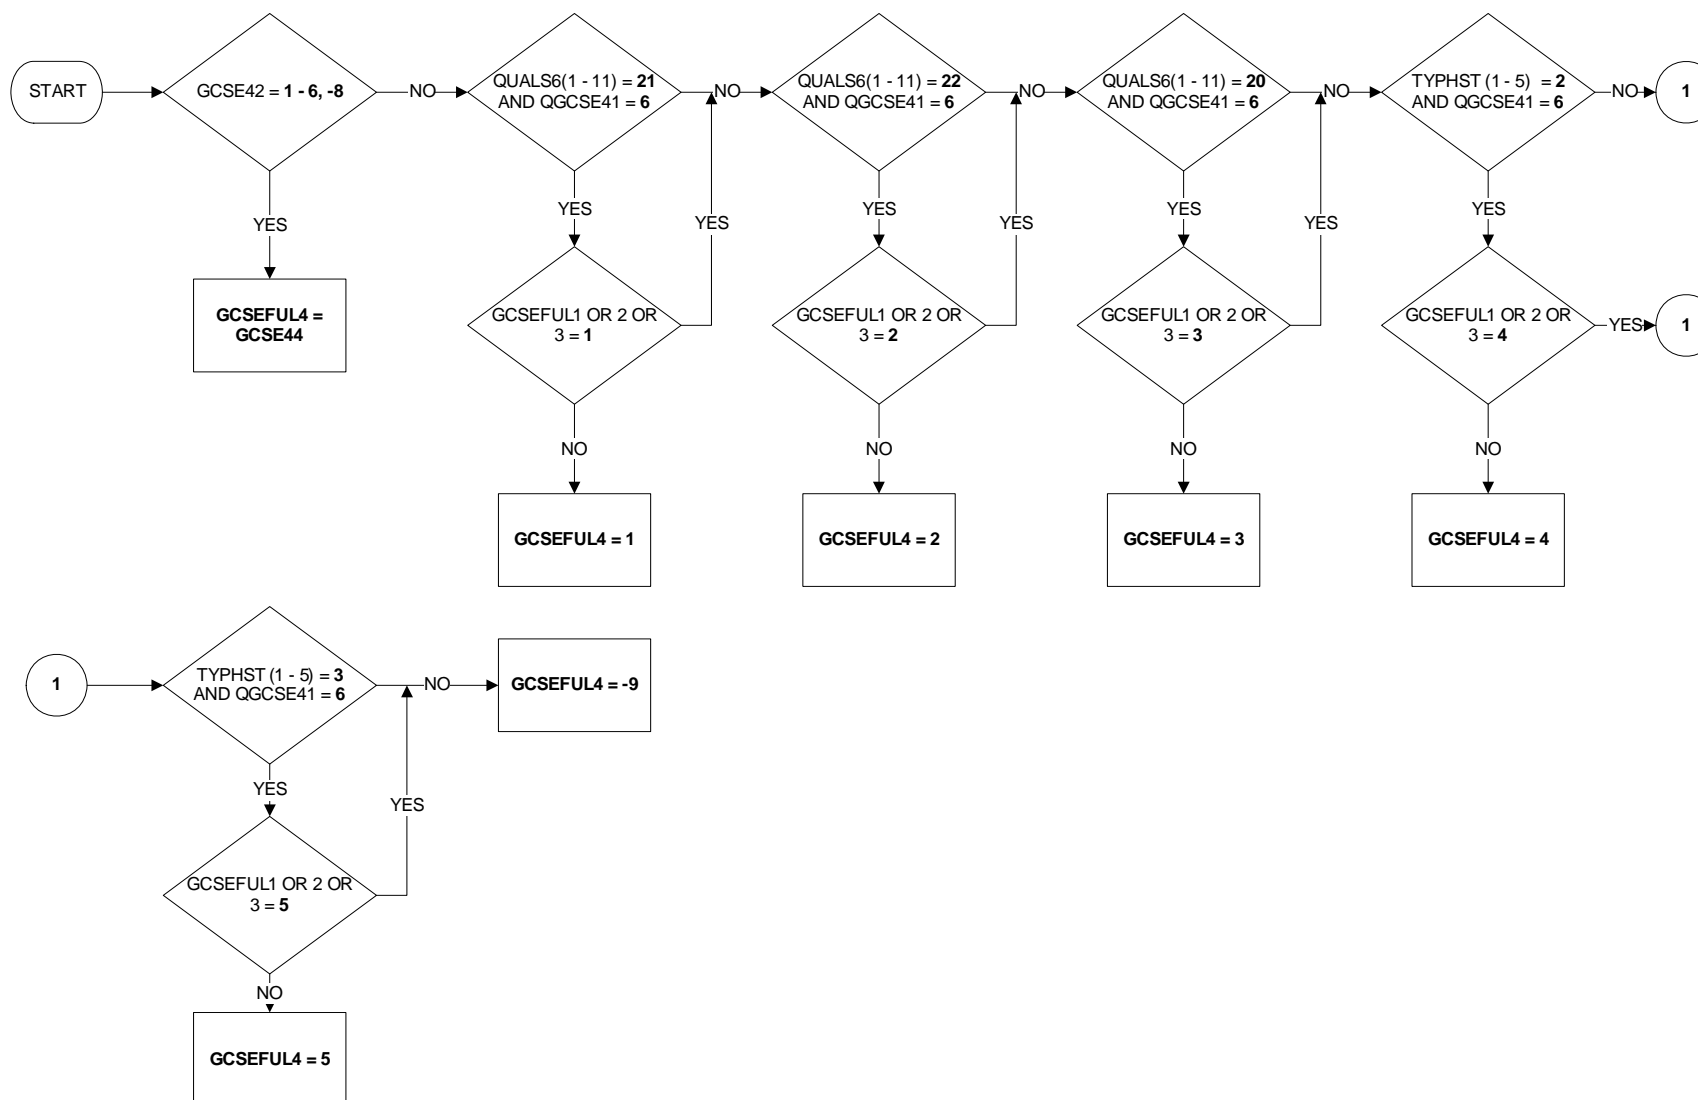 START
GCSE42 = 1 - 6, -8
NO
QUALS6(1 - 11) = 21
AND QGCSE41 = 6
NO
QUALS6(1 - 11) = 22
AND QGCSE41 = 6
NO
QUALS6(1 - 11) = 20
AND QGCSE41 = 6
NO
TYPHST (1 - 5) = 2
AND QGCSE41 = 6
NO
1
YES
YES
YES
YES
YES
YES
YES
YES
GCSEFUL4 =
GCSE44
GCSEFUL1 OR 2 OR
3 = 1
GCSEFUL1 OR 2 OR
3 = 2
GCSEFUL1 OR 2 OR
3 = 3
GCSEFUL1 OR 2 OR
3 = 4
YES
1
NO
NO
NO
NO
GCSEFUL4 = 1
GCSEFUL4 = 2
GCSEFUL4 = 3
GCSEFUL4 = 4
1
TYPHST (1 - 5) = 3
AND QGCSE41 = 6
NO
GCSEFUL4 = -9
YES
YES
GCSEFUL1 OR 2 OR
3 = 5
NO
GCSEFUL4 = 5